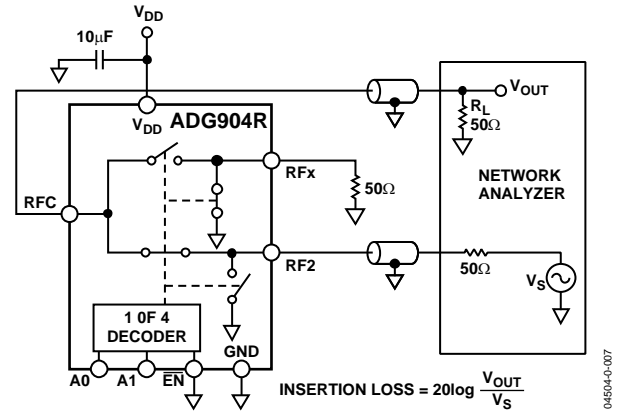 VDD
10μF
VDD
ADG904R
VOUT
RL
50Ω
NETWORK
ANALYZER
RFx
50Ω
RFC
RF2
50Ω
VS
1 0F 4
DECODER
GND
A0
A1
EN
INSERTION LOSS = 20log VOUT
VS
04504-0-007